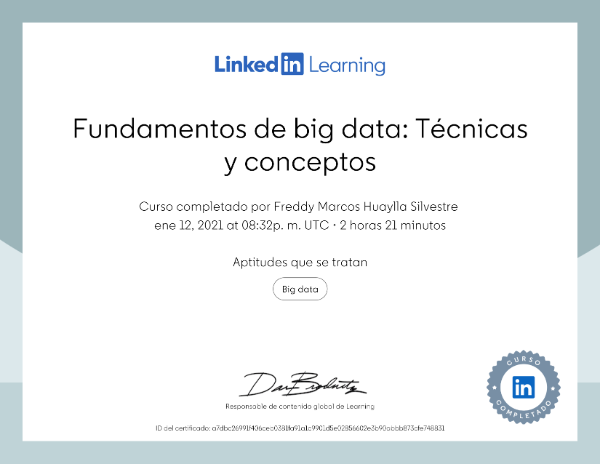 Linked in Learning
Fundamentos de big data: Técnicas
y conceptos
Curso completado por Freddy Marcos Huaylla Silvestre
ene 12, 2021 at 08:32p. m. UTC • 2 horas 21 minutos
Aptitudes que se tratan
Big data
Responsable de contenido global de Learning
CURSO
in
COMPLETADO
ID del certificado: